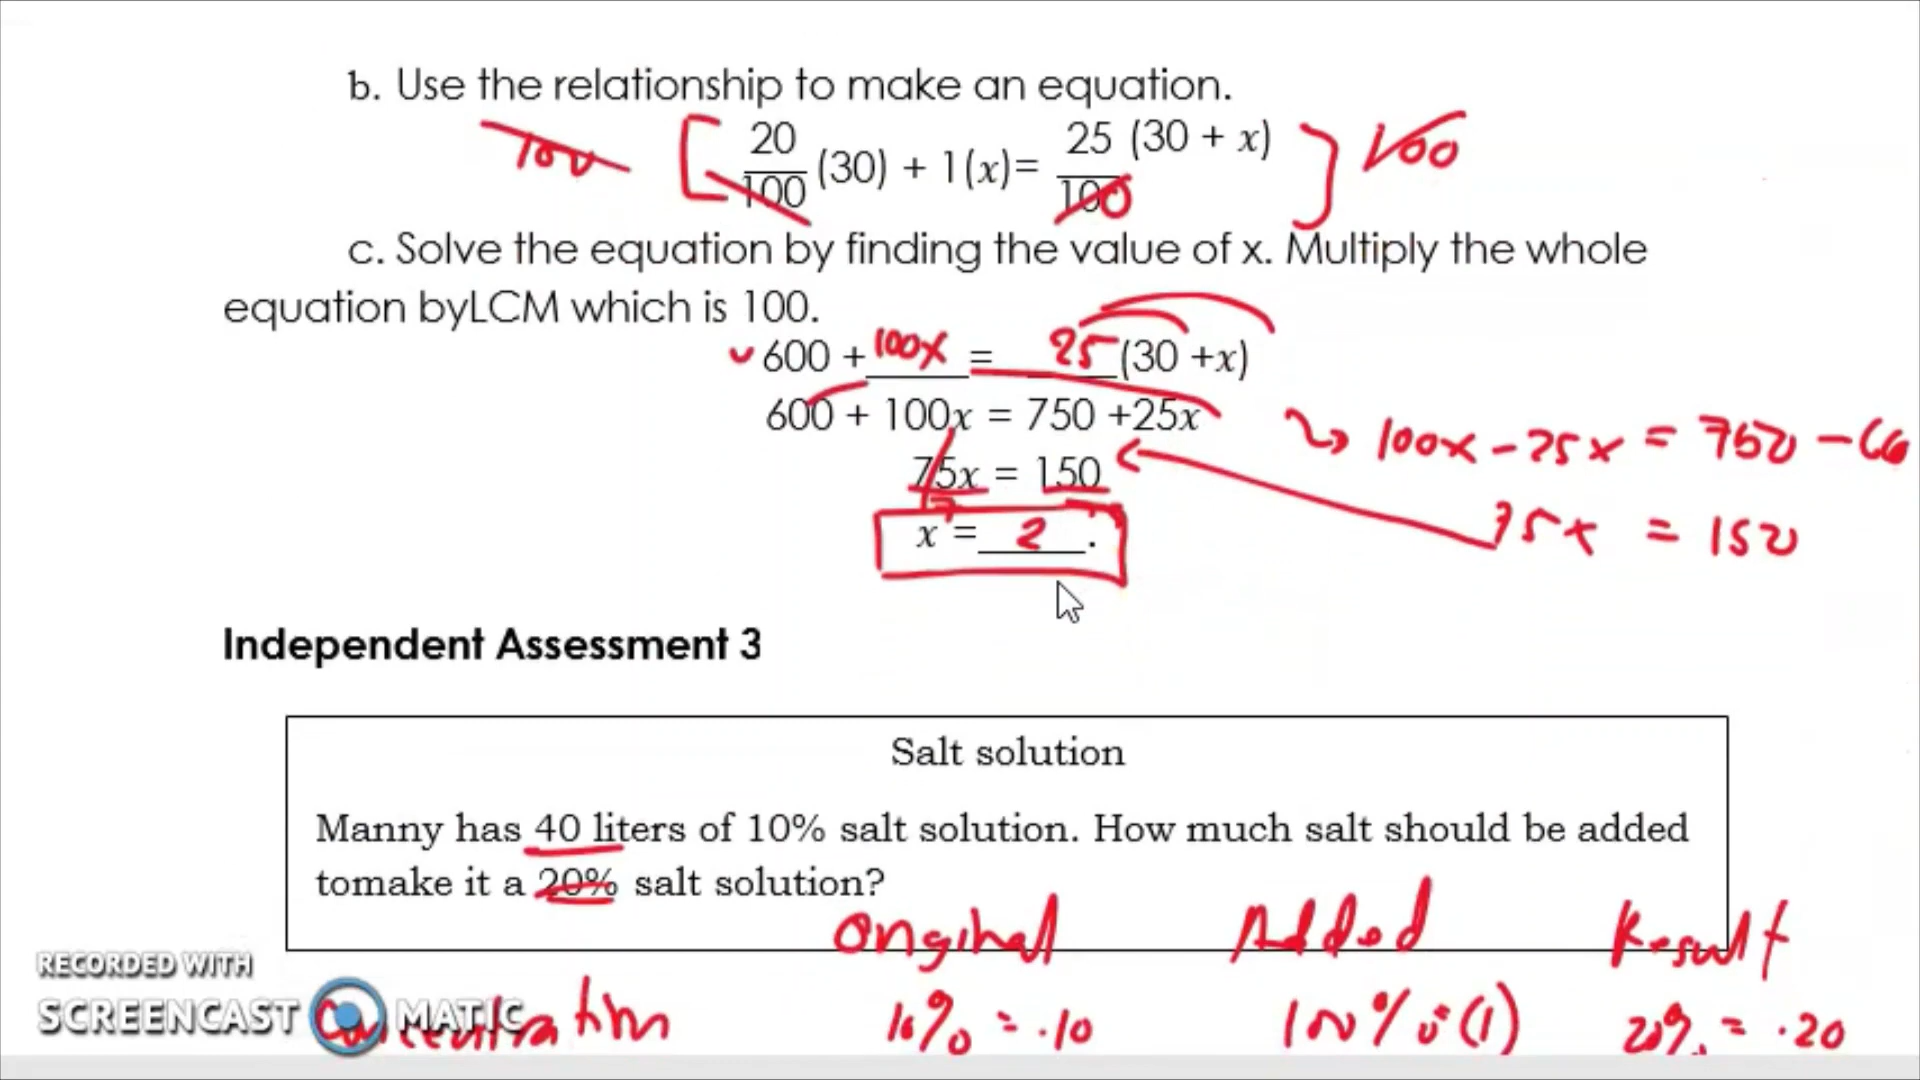 b. Use the relationship to make an equation.
100 [ 20/100 (30) + 1(x)= 25/100 (30 + x) ] 100
c. Solve the equation by finding the value of x. Multiply the whole
equation byLCM which is 100.
600 + 100x = 25 (30 +x)
600 + 100x = 750 +25x
100x - 25x = 750 - 60
75x = 150
75x = 150
x = 2 .
Independent Assessment 3
Salt solution
Manny has 40 liters of 10% salt solution. How much salt should be added
tomake it a 20% salt solution?
Original Added Result
RECORDED WITH
SCREENCAST MATIC
Concentration 10% = .10 100% (1) 20% = .20